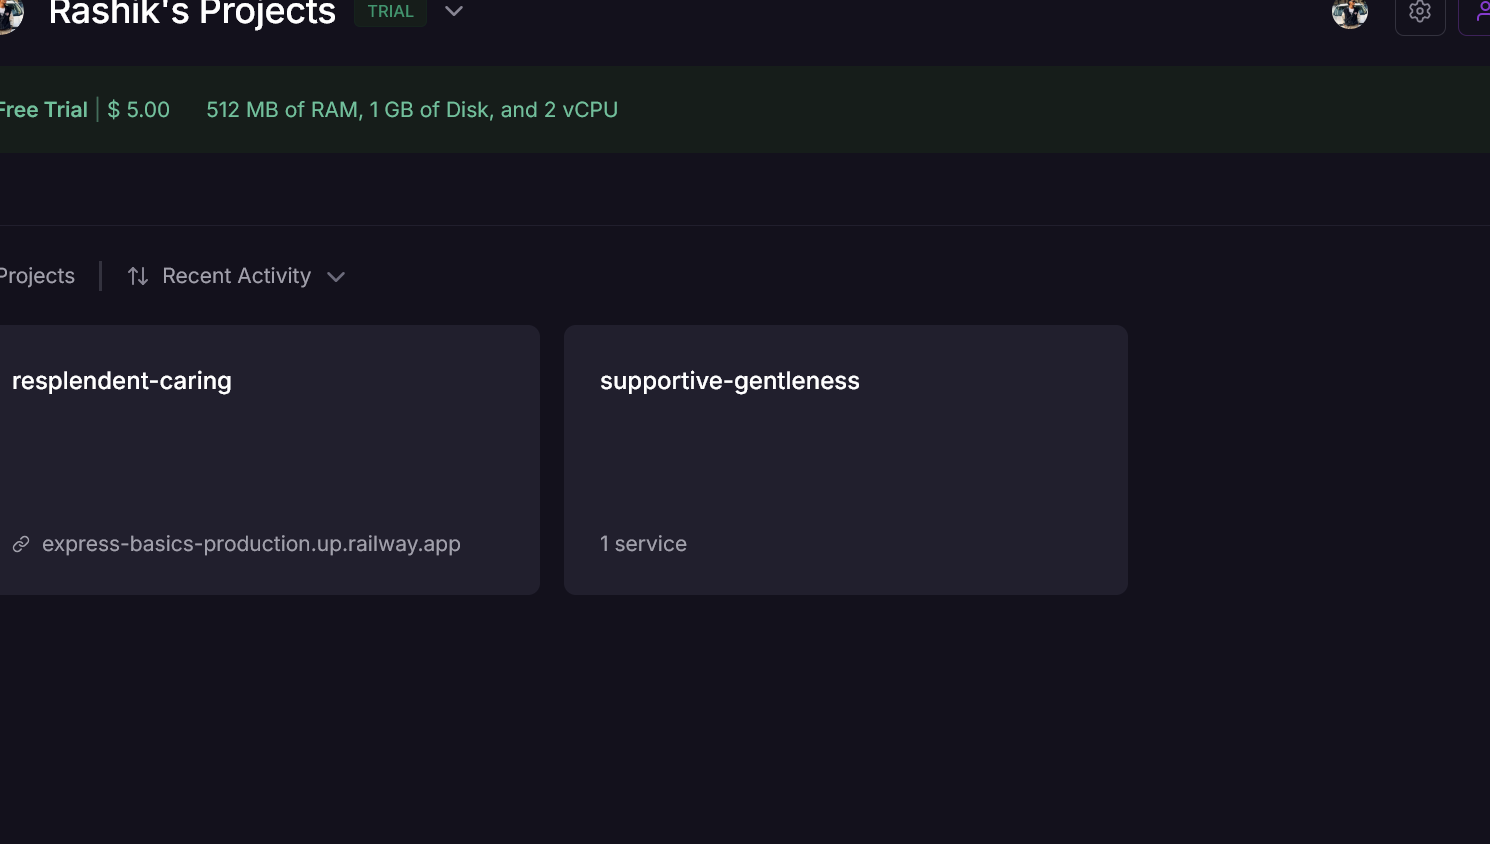 Rashik's Projects TRIAL
Free Trial | $ 5.00 512 MB of RAM, 1 GB of Disk, and 2 vCPU
Projects Recent Activity
resplendent-caring
supportive-gentleness
express-basics-production.up.railway.app
1 service